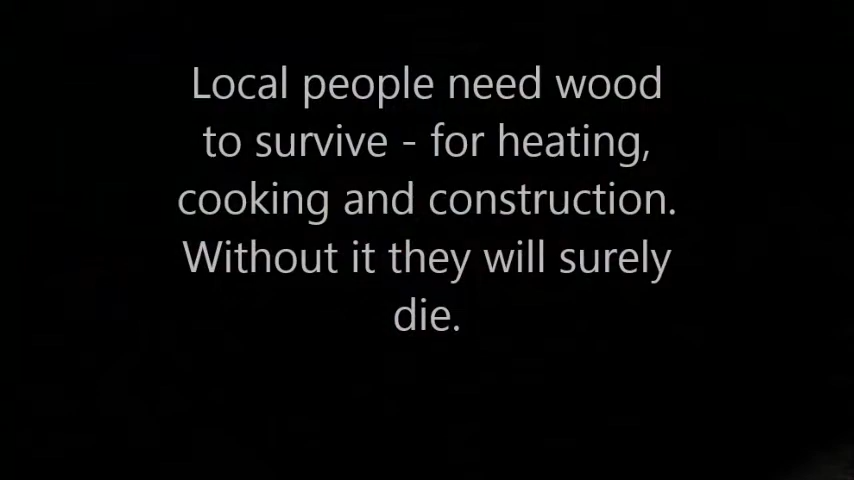 Local people need wood
to survive - for heating,
cooking and construction.
Without it they will surely
die.